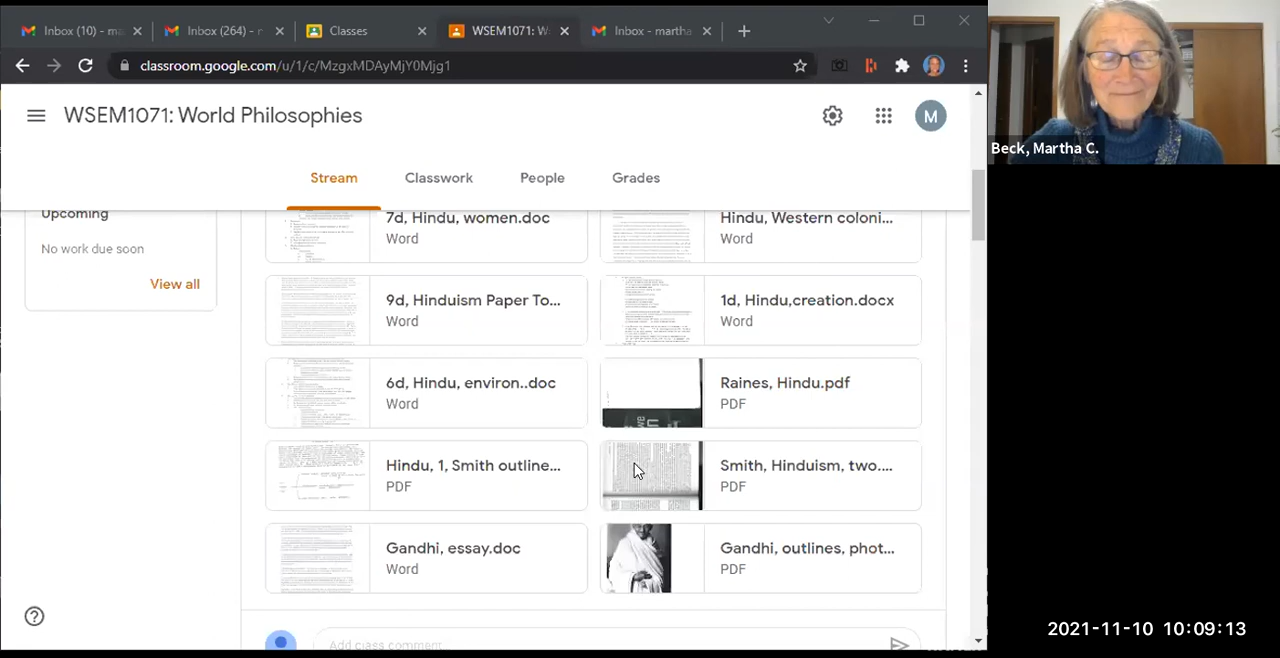 Inbox (10) - ma
Inbox (264) - r
Classes
WSEM1071: W
Inbox - martha
classroom.google.com/u/1/c/MzgxMDAyMjY0Mjg1
WSEM1071: World Philosophies
M
Stream
Classwork
People
Grades
Upcoming
No work due soon
View all
7d, Hindu, women.doc
Word
Hindu, Western coloni...
Word
9d, Hinduism Paper To...
Word
1d, Hindu,creation.docx
Word
6d, Hindu, environ..doc
Word
Raines, Hindu.pdf
PDF
Hindu, 1, Smith outline...
PDF
Smith, Hinduism, two....
PDF
Gandhi, essay.doc
Word
Gandhi, outlines, phot...
PDF
Add class comment...
Beck, Martha C.
2021-11-10 10:09:13